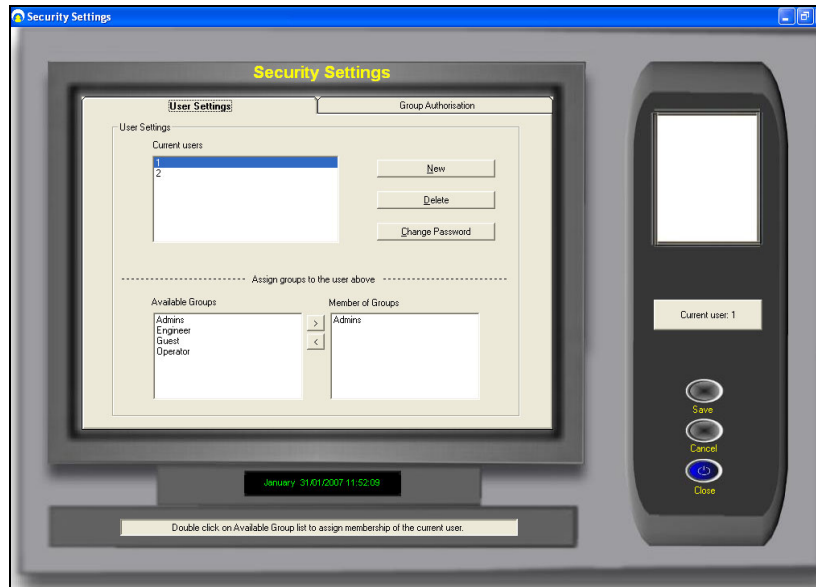 Security Settings
Security Settings
User Settings
Group Authorisation
User Settings
Current users
1
2
New
Delete
Change Password
Assign groups to the user above
Available Groups
Member of Groups
Admins
Engineer
Guest
Operator
>
<
Admins
Current user: 1
Save
Cancel
Close
January 31/01/2007 11:52:09
Double click on Available Group list to assign membership of the current user.